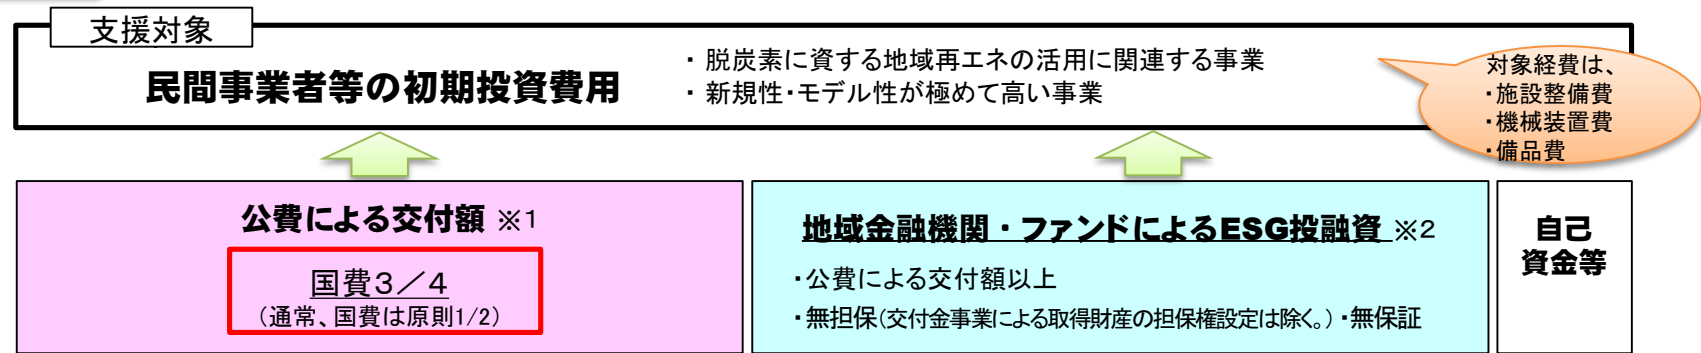 支援対象
民間事業者等の初期投資費用
・ 脱炭素に資する地域再エネの活用に関連する事業
・ 新規性・モデル性が極めて高い事業
対象経費は、
・施設整備費
・機械装置費
・備品費
公費による交付額 ※1
国費３／４
（通常、国費は原則1/2）
地域金融機関・ファンドによるESG投融資 ※2
・公費による交付額以上
・無担保（交付金事業による取得財産の担保権設定は除く。）・無保証
自己
資金等